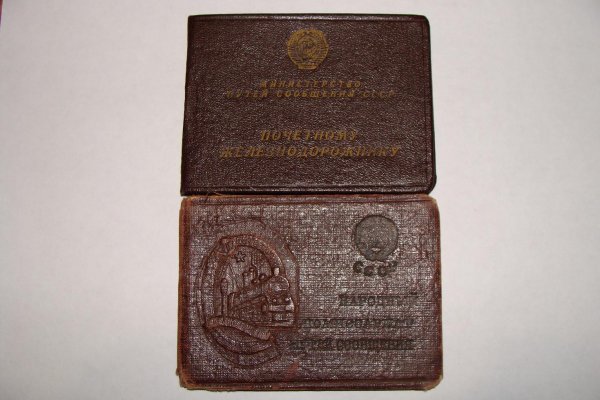 МИНИСТЕРСТВО
ПУТЕЙ СООБЩЕНИЯ СССР
ПОЧЕТНОМУ
ЖЕЛЕЗНОДОРОЖНИКУ
СССР
НАРОДНЫЙ
КОМИССАРИАТ
ПУТЕЙ СООБЩЕНИЯ